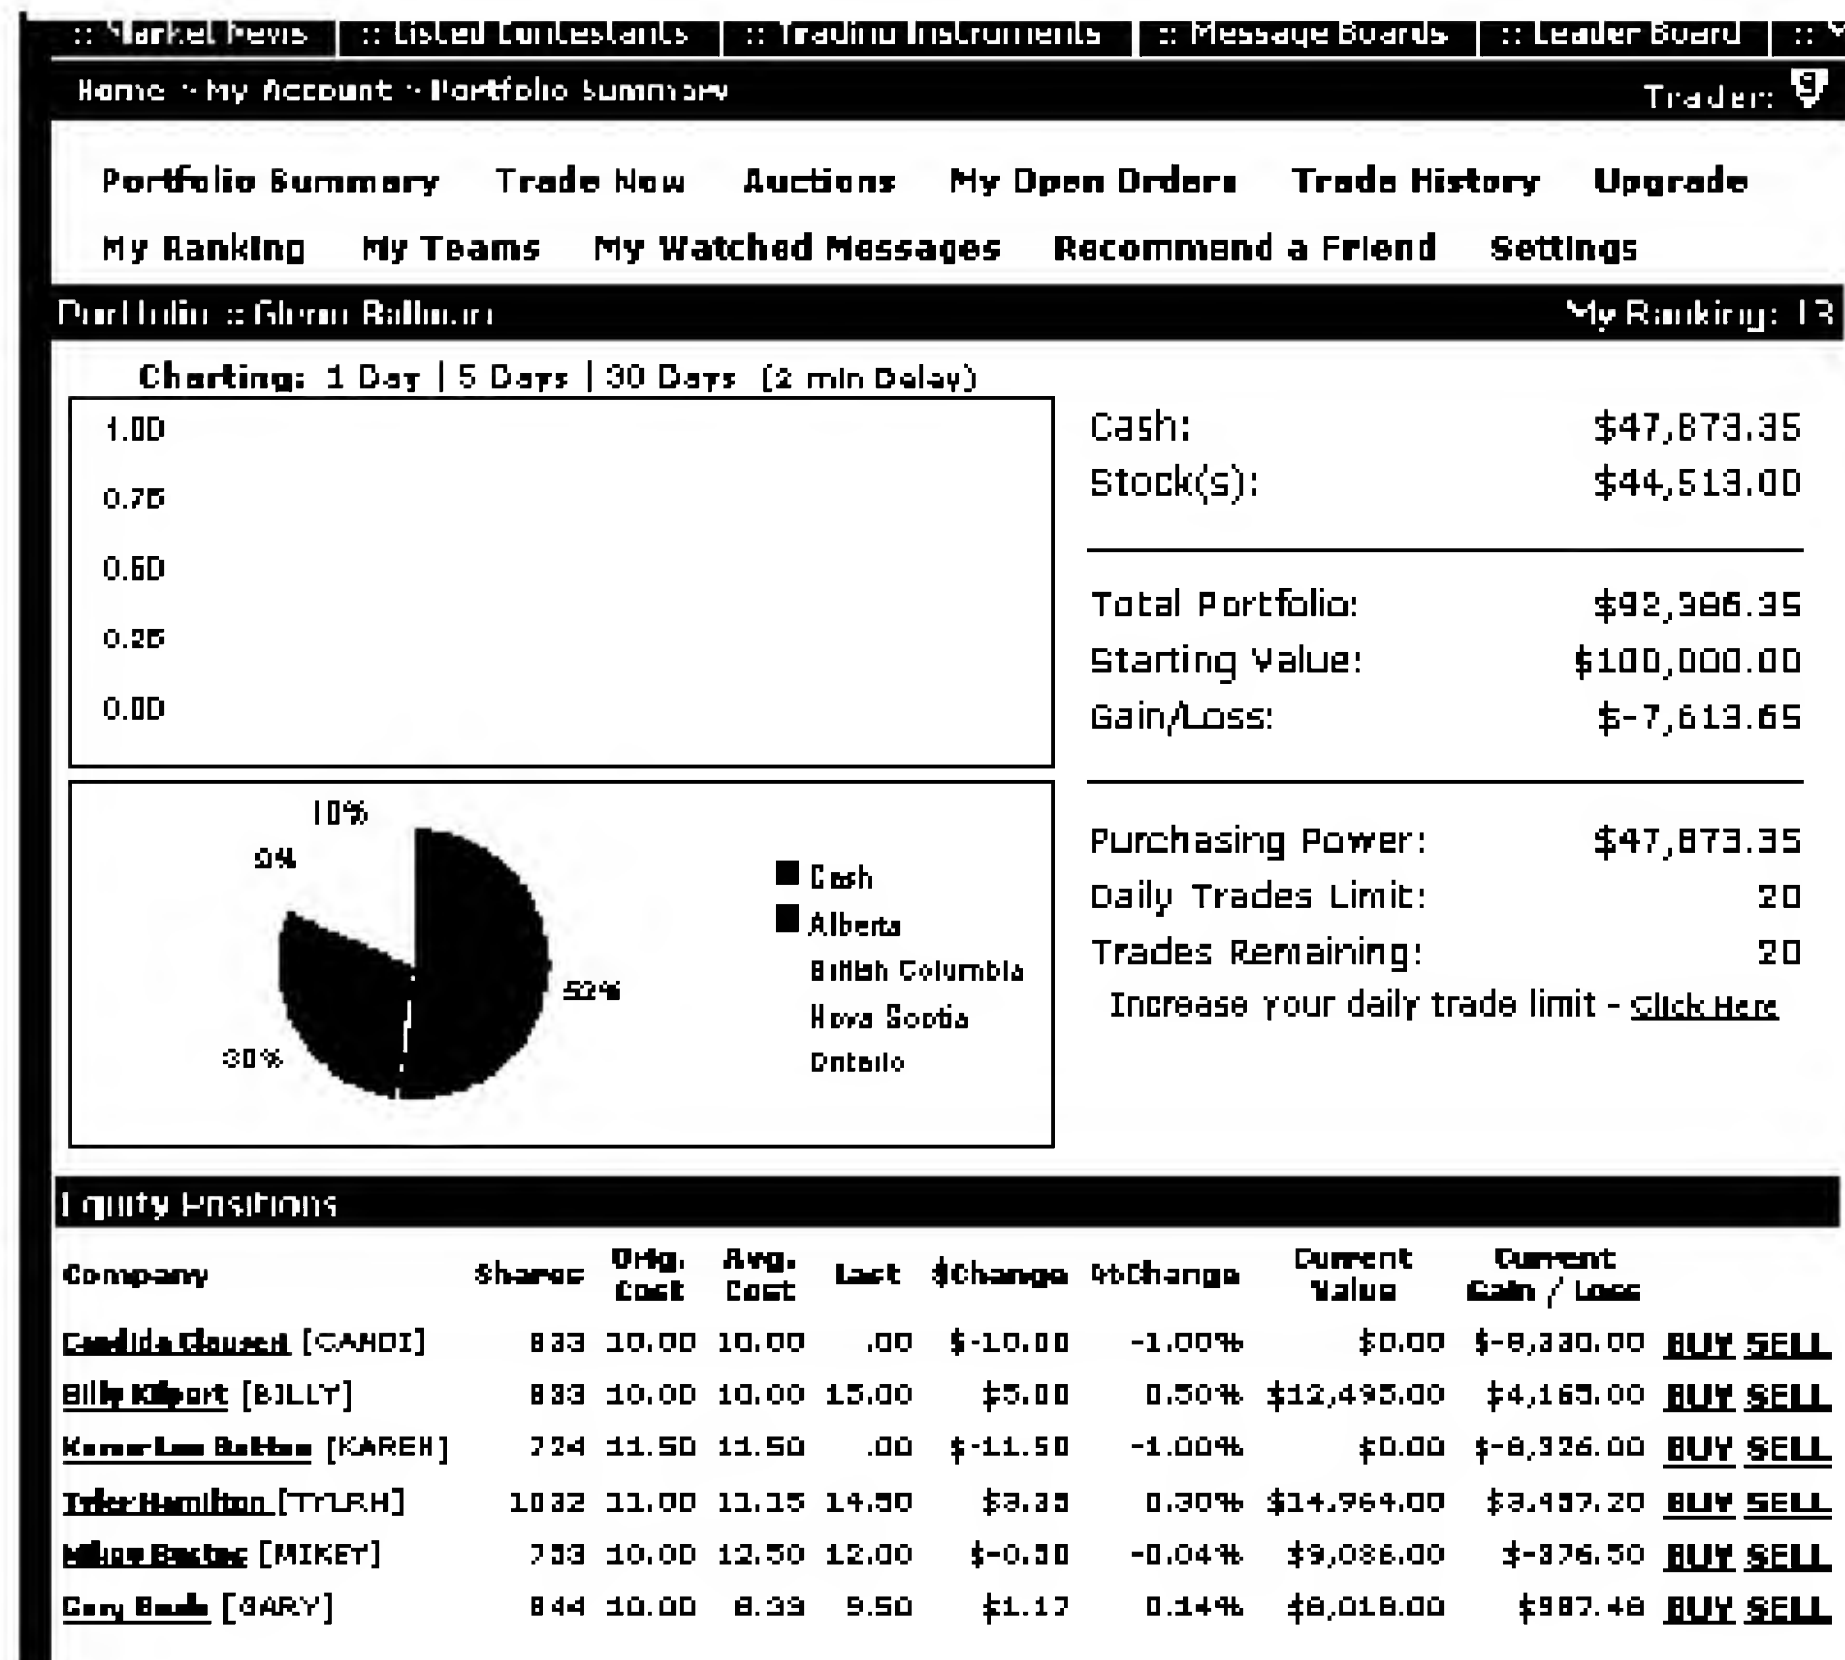 :: Market News | :: Listed Contestants | :: Trading Instruments | :: Message Boards | :: Leader Board | ::
Home :: My Account :: Portfolio Summary Trader:
Portfolio Summary Trade Now Auctions My Open Orders Trade History Upgrade
My Ranking My Teams My Watched Messages Recommend a Friend Settings
Portfolio :: My Ranking: 13
Charting: 1 Day | 5 Days | 30 Days (2 min Delay)
1.00
0.75
0.50
0.25
0.00
Cash: $47,873.35
Stock(s): $44,513.00
Total Portfolio: $92,386.35
Starting Value: $100,000.00
Gain/Loss: $-7,613.65
10%
9%
52%
30%
Cash
Alberta
British Columbia
Nova Scotia
Ontario
Purchasing Power: $47,873.35
Daily Trades Limit: 20
Trades Remaining: 20
Increase your daily trade limit - Click Here
Equity Positions
Company Shares Orig. Cost Avg. Cost Last $Change %Change Current Value Current Gain / Loss
Candida [CANDI] 833 10.00 10.00 .00 $-10.00 -1.00% $0.00 $-8,330.00 BUY SELL
Billy [BILLY] 833 10.00 10.00 15.00 $5.00 0.50% $12,495.00 $4,165.00 BUY SELL
[KAREN] 724 11.50 11.50 .00 $-11.50 -1.00% $0.00 $-8,326.00 BUY SELL
Tyler Hamilton [TYLRH] 1032 11.00 11.15 14.50 $3.35 0.30% $14,964.00 $3,457.20 BUY SELL
[MIKEY] 753 10.00 12.50 12.00 $-0.50 -0.04% $9,036.00 $-376.50 BUY SELL
Gary [GARY] 844 10.00 8.33 9.50 $1.17 0.14% $8,018.00 $987.48 BUY SELL